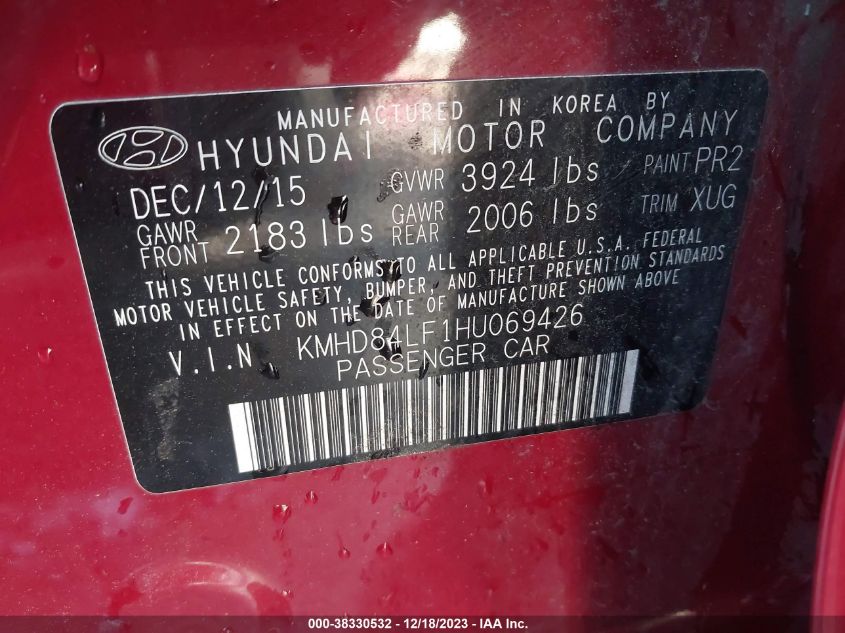 MANUFACTURED IN KOREA BY
HYUNDAI MOTOR COMPANY
DEC/12/15 GVWR 3924 lbs PAINT PR2
GAWR FRONT 2183 lbs GAWR REAR 2006 lbs TRIM XUG
THIS VEHICLE CONFORMS TO ALL APPLICABLE U.S.A. FEDERAL
MOTOR VEHICLE SAFETY, BUMPER, AND THEFT PREVENTION STANDARDS
IN EFFECT ON THE DATE OF MANUFACTURE SHOWN ABOVE
V.I.N KMHD84LF1HU069426
PASSENGER CAR
000-38330532 - 12/18/2023 - IAA Inc.